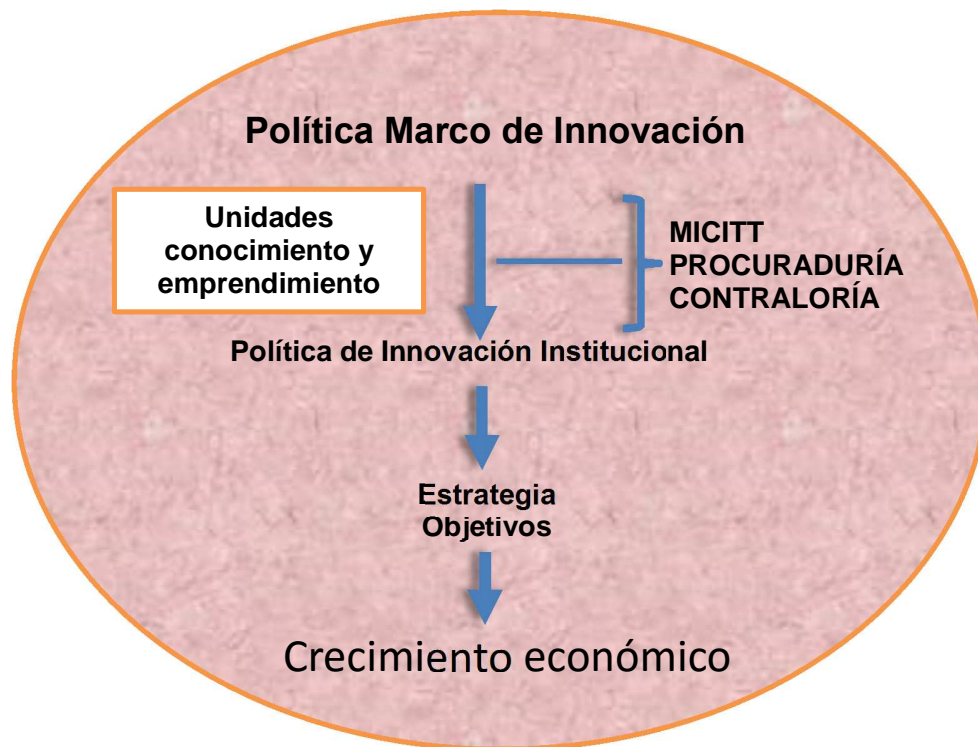 Política Marco de Innovación
Unidades
conocimiento y
emprendimiento
MICITT
PROCURADURÍA
CONTRALORÍA
Política de Innovación Institucional
Estrategia
Objetivos
Crecimiento económico